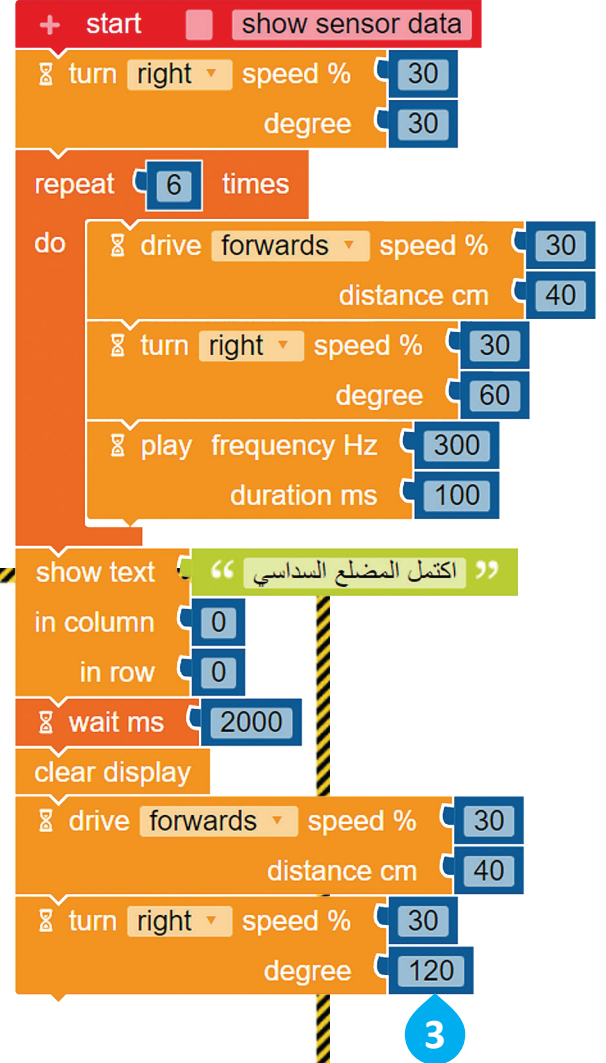 + start show sensor data
turn right speed % 30
degree 30
repeat 6 times
do drive forwards speed % 30
distance cm 40
turn right speed % 30
degree 60
play frequency Hz 300
duration ms 100
show text “ اكتمل المضلع السداسي ”
in column 0
in row 0
wait ms 2000
clear display
drive forwards speed % 30
distance cm 40
turn right speed % 30
degree 120
3